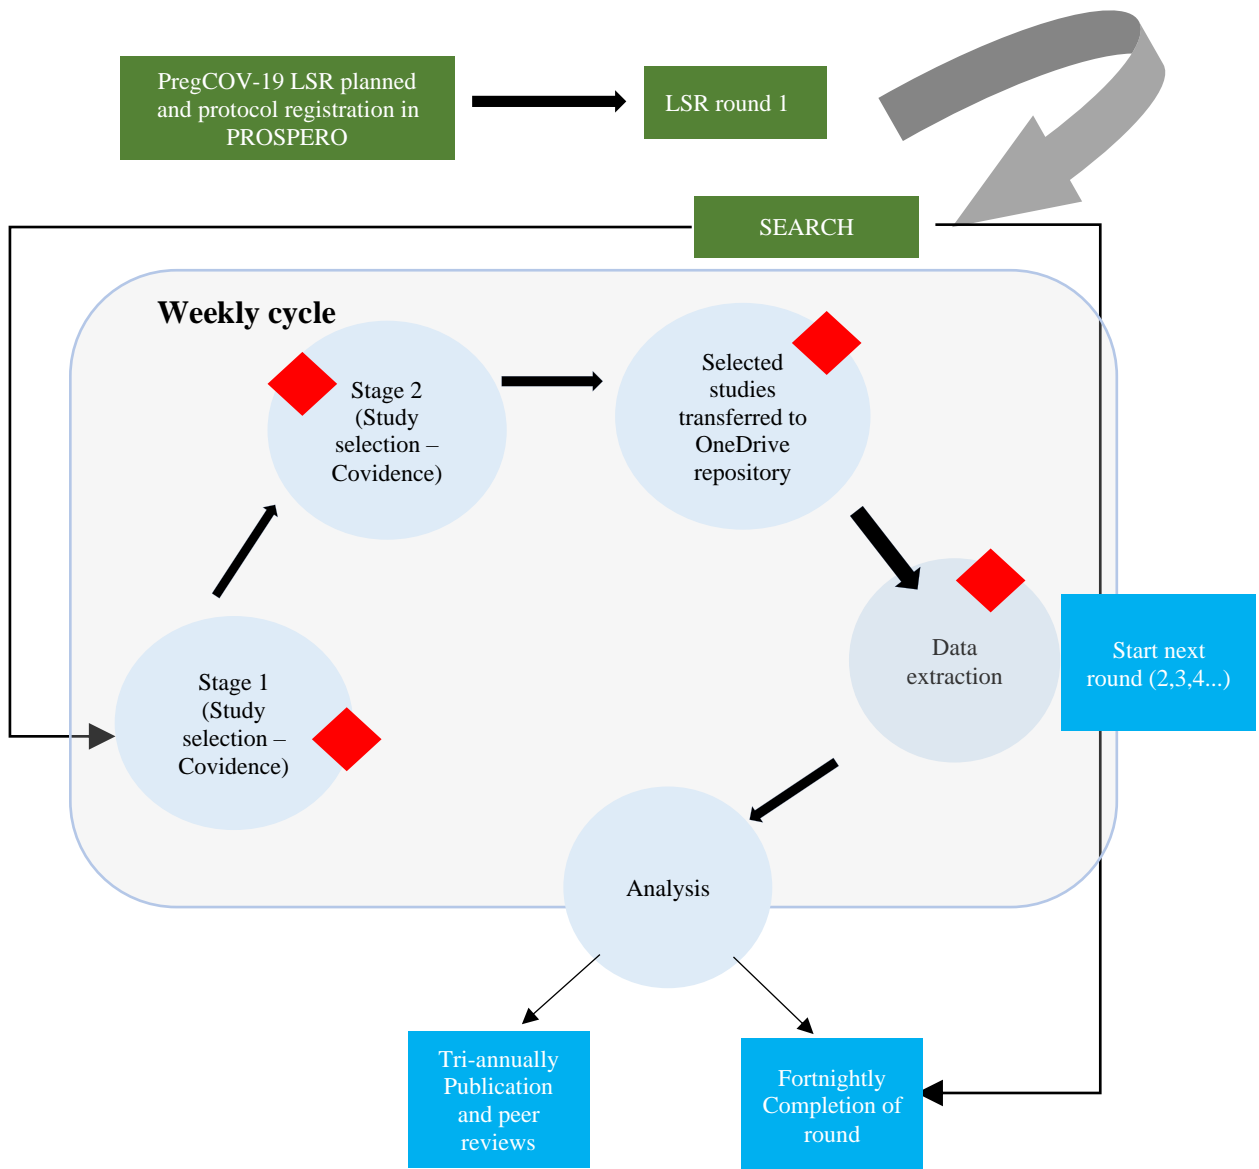 PregCOV-19 LSR planned
and protocol registration in
PROSPERO
LSR round 1
SEARCH
Weekly cycle
Stage 2
(Study
selection –
Covidence)
Selected
studies
transferred to
OneDrive
repository
Data
extraction
Start next
round (2,3,4...)
Stage 1
(Study
selection –
Covidence)
Analysis
Tri-annually
Publication
and peer
reviews
Fortnightly
Completion of
round